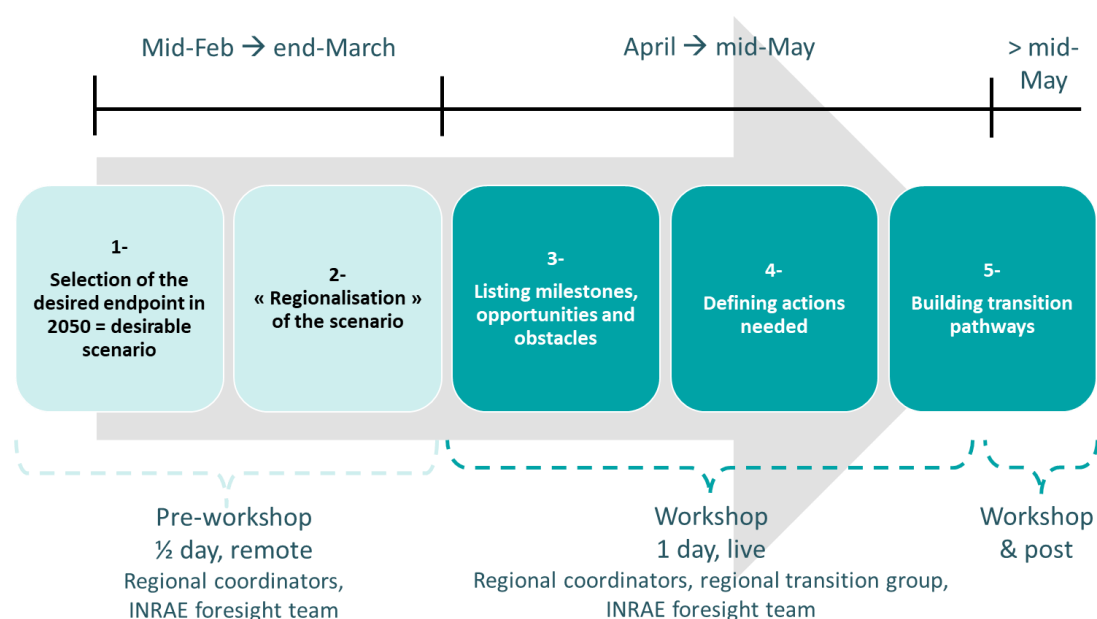 Mid-Feb → end-March
April → mid-May
> mid-
May
1-
Selection of the
desired endpoint in
2050 = desirable
scenario
2-
« Regionalisation »
of the scenario
3-
Listing milestones,
opportunities and
obstacles
4-
Defining actions
needed
5-
Building transition
pathways
Pre-workshop
½ day, remote
Regional coordinators,
INRAE foresight team
Workshop
1 day, live
Regional coordinators, regional transition group,
INRAE foresight team
Workshop
& post